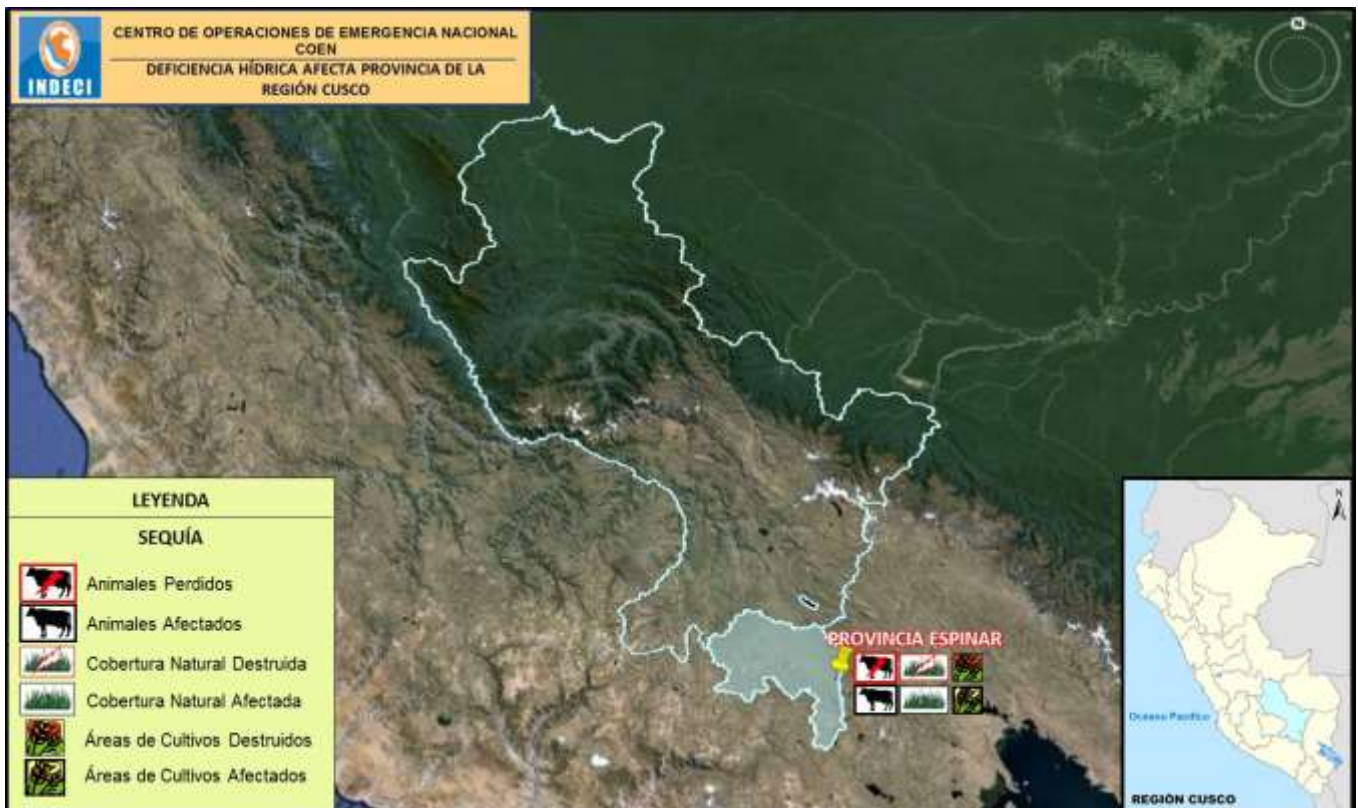 INDECI
CENTRO DE OPERACIONES DE EMERGENCIA NACIONAL
COEN
DEFICIENCIA HÍDRICA AFECTA PROVINCIA DE LA
REGIÓN CUSCO
N
PROVINCIA ESPINAR
LEYENDA
SEQUÍA
Animales Perdidos
Animales Afectados
Cobertura Natural Destruida
Cobertura Natural Afectada
Áreas de Cultivos Destruidos
Áreas de Cultivos Afectados
N
Océano Pacífico
REGIÓN CUSCO